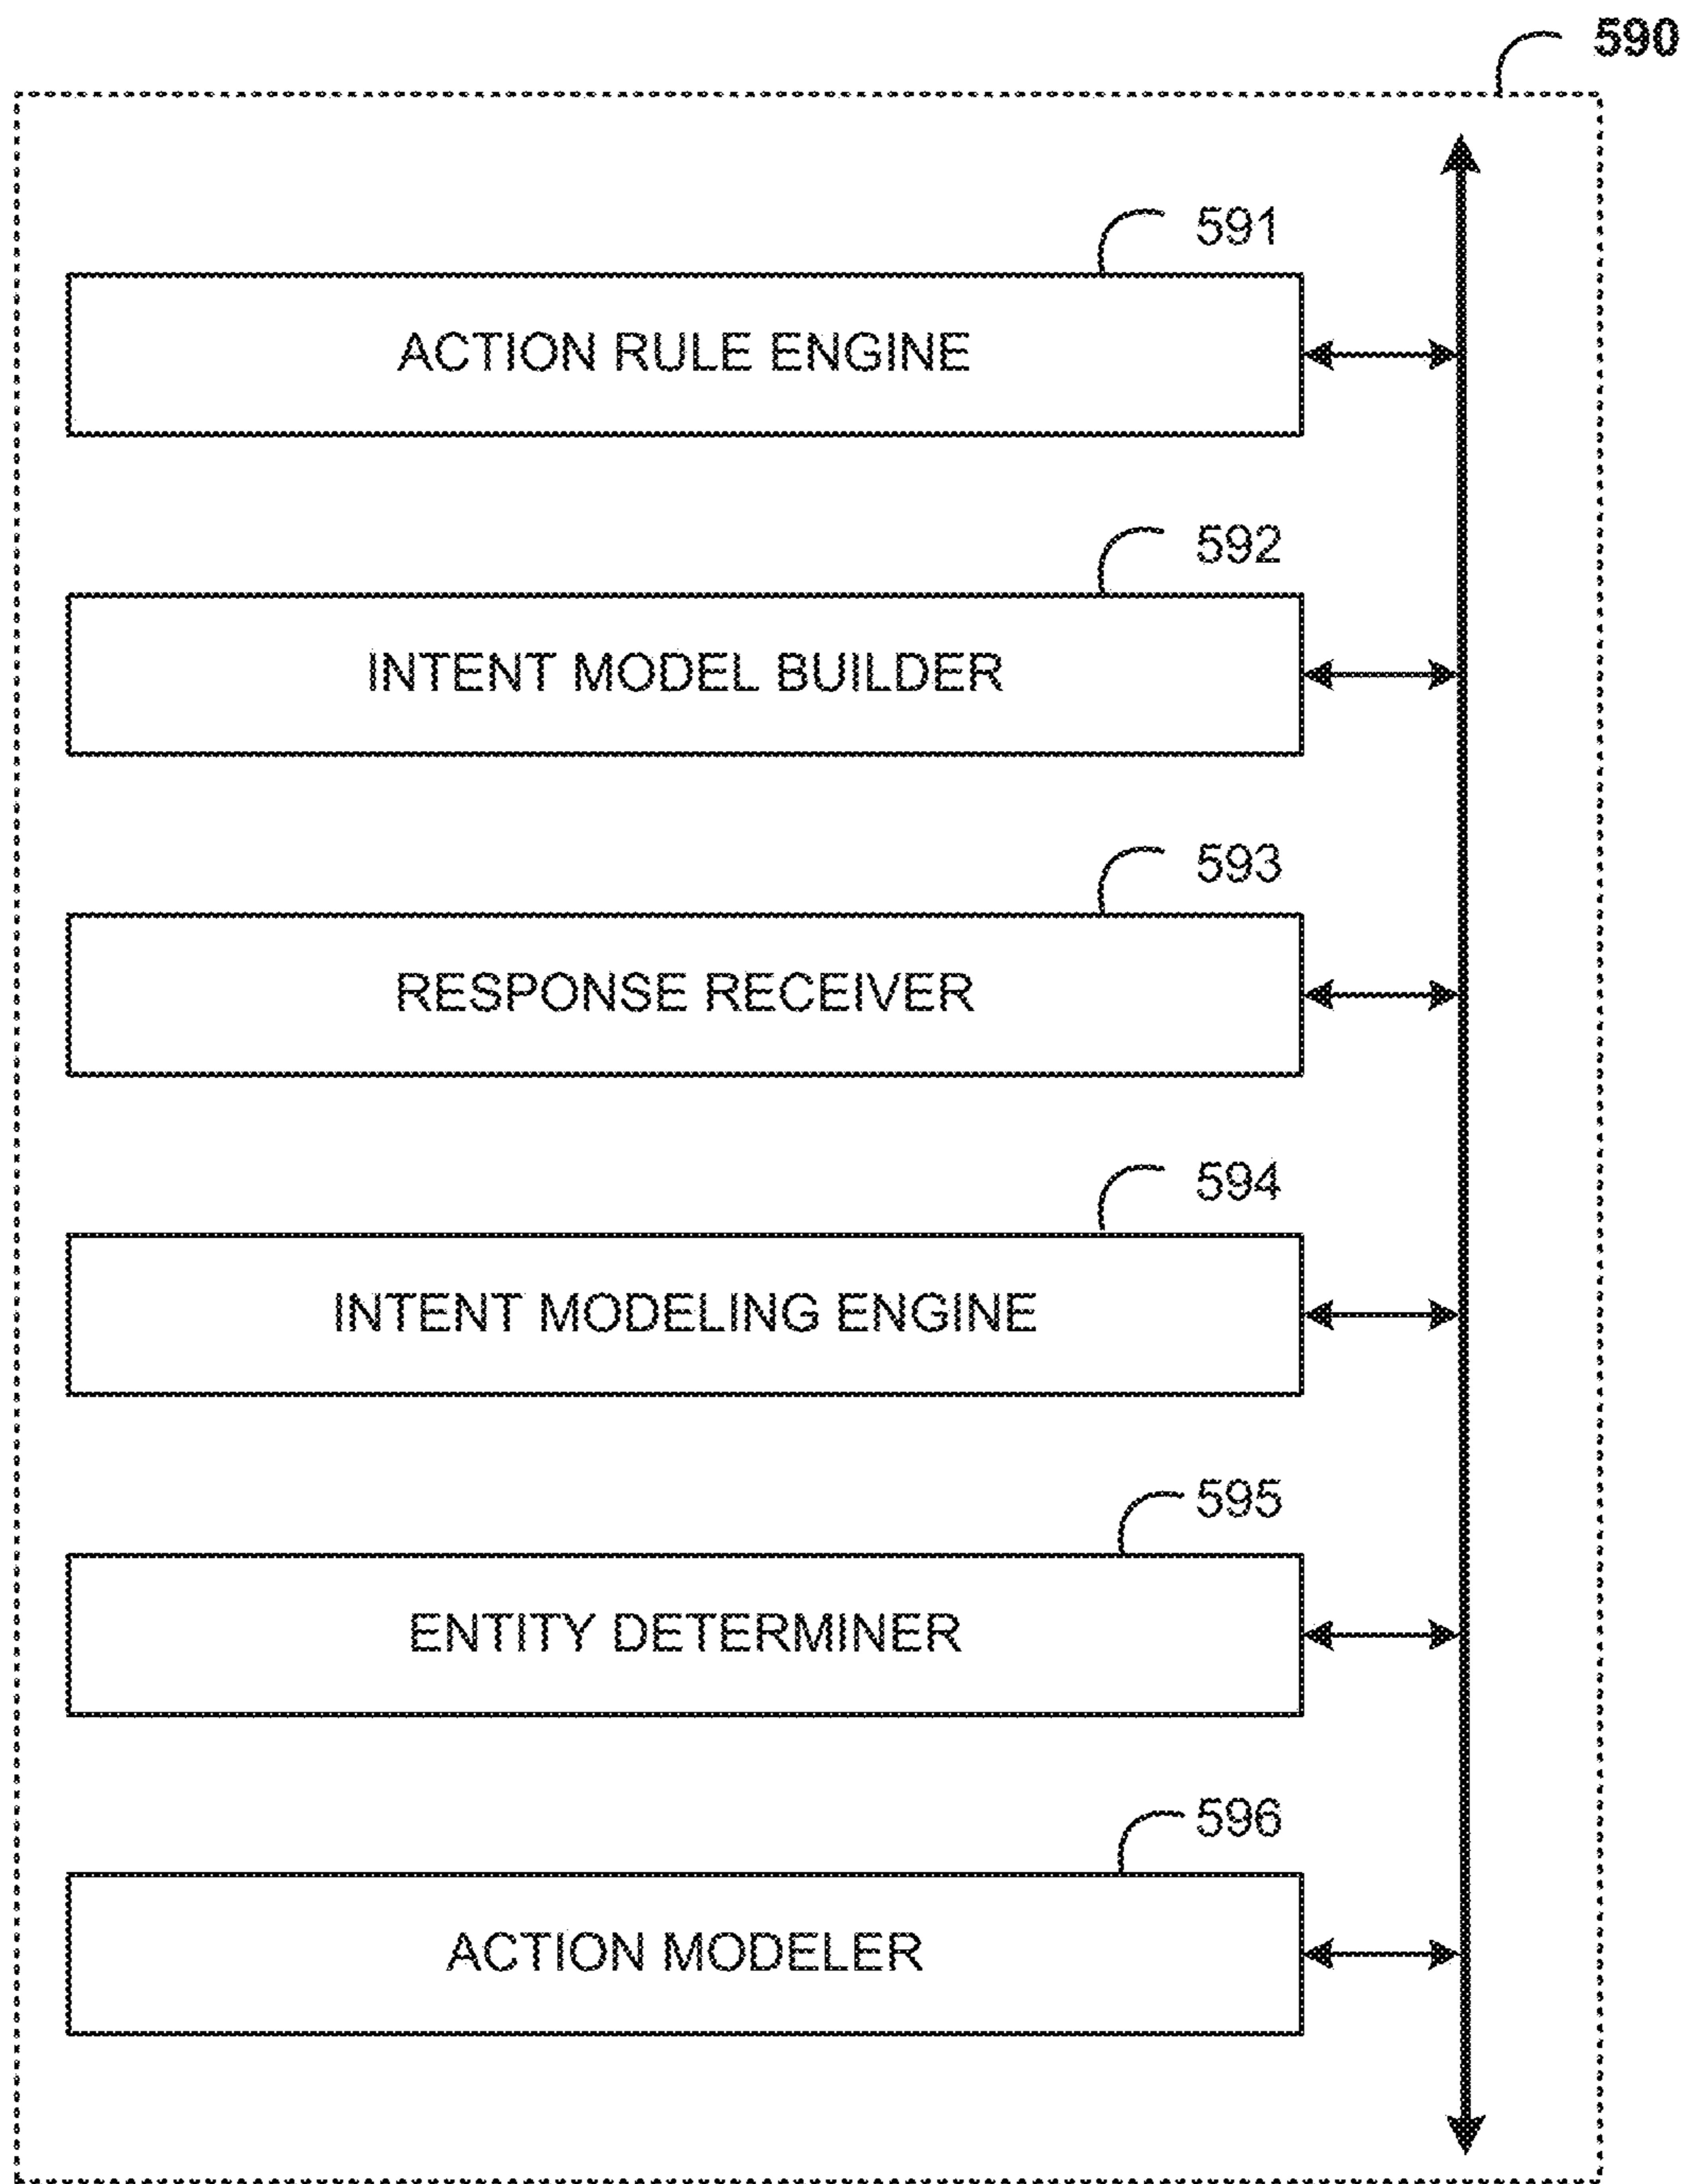 590
591
ACTION RULE ENGINE
592
INTENT MODEL BUILDER
593
RESPONSE RECEIVER
594
INTENT MODELING ENGINE
595
ENTITY DETERMINER
596
ACTION MODELER